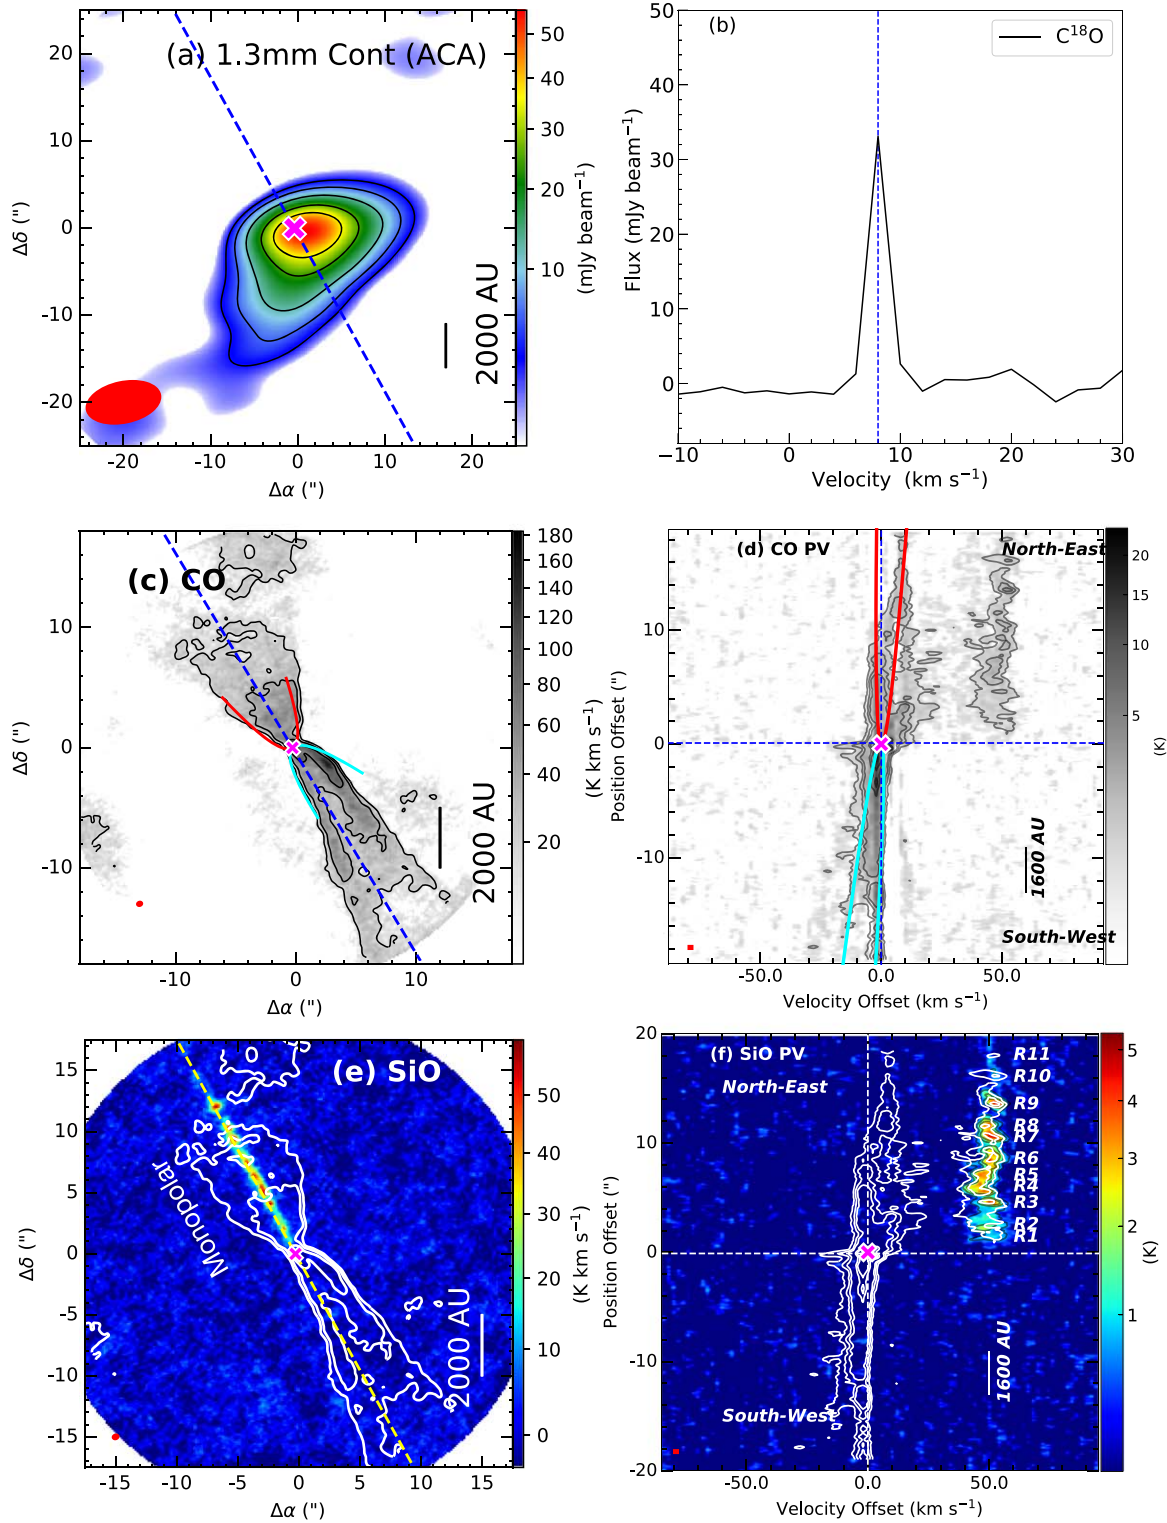 (a) 1.3mm Cont (ACA)
20
10
0
-10
-20
Δδ (")
-20
-10
0
10
20
Δα (")
2000 AU
50
40
30
20
10
(mJy beam⁻¹)
(b)
C¹⁸O
50
40
30
20
10
0
Flux (mJy beam⁻¹)
−10
0
10
20
30
Velocity (km s⁻¹)
(c) CO
10
0
-10
Δδ (")
-10
0
10
Δα (")
2000 AU
180
160
140
120
100
80
60
40
20
(K km s⁻¹)
(d) CO PV
North-East
10
0
-10
Position Offset (")
1600 AU
South-West
-50.0
0.0
50.0
Velocity Offset (km s⁻¹)
20
10
5
(K)
(e) SiO
15
10
5
0
-5
-10
-15
Δδ (")
Monopolar
2000 AU
-15
-10
-5
0
5
10
15
Δα (")
50
40
30
20
10
0
(K km s⁻¹)
(f) SiO PV
North-East
R11
R10
R9
R8
R7
R6
R5
R4
R3
R2
R1
20
10
0
-10
-20
Position Offset (")
1600 AU
South-West
-50.0
0.0
50.0
Velocity Offset (km s⁻¹)
5
4
3
2
1
(K)